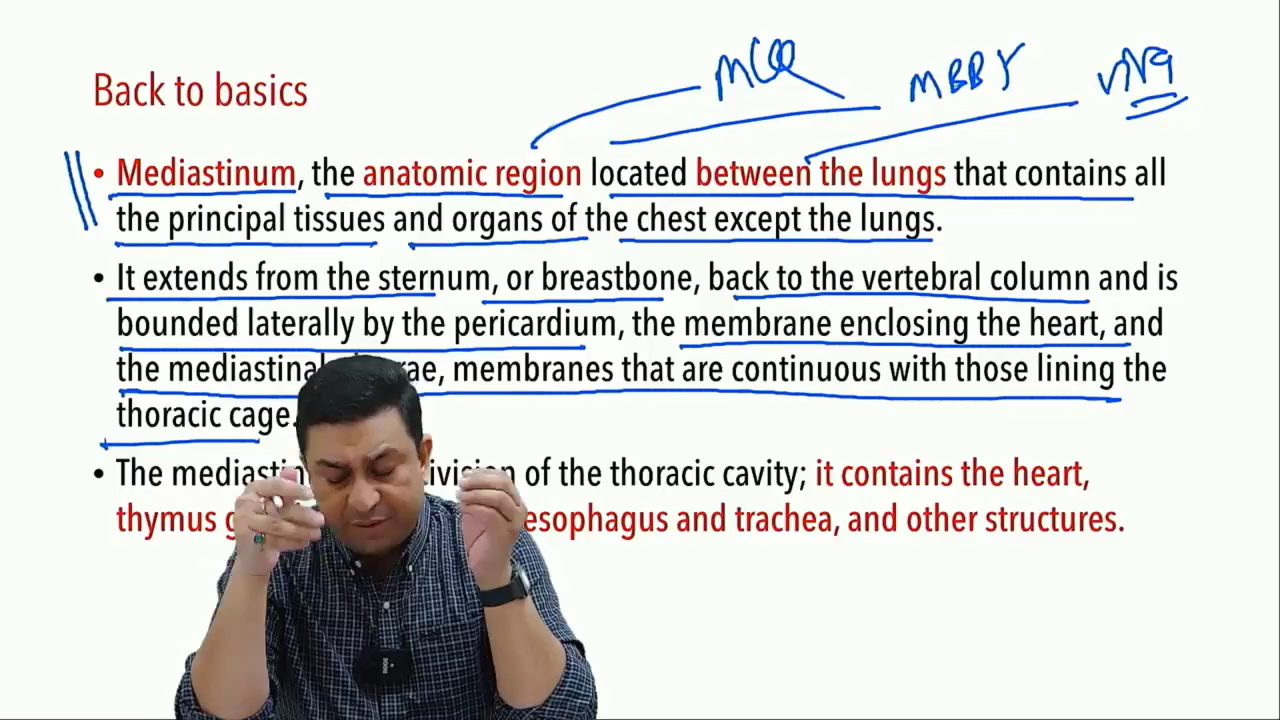 MCQ MBBS viva
Back to basics
• Mediastinum, the anatomic region located between the lungs that contains all
the principal tissues and organs of the chest except the lungs.
• It extends from the sternum, or breastbone, back to the vertebral column and is
bounded laterally by the pericardium, the membrane enclosing the heart, and
the mediastinal membranes that are continuous with those lining the
thoracic cage.
• The of the thoracic cavity; it contains the heart,
thymus esophagus and trachea, and other structures.
RODE